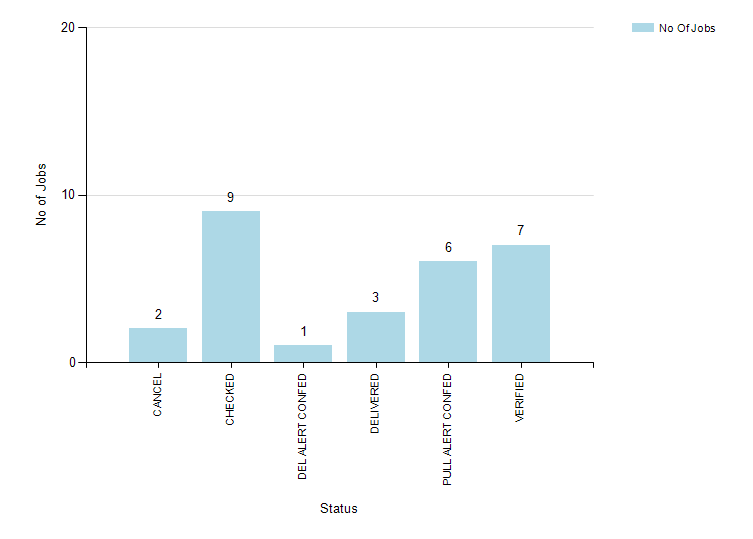 20
No Of Jobs
No of Jobs
10
9
7
6
3
2
1
0
CANCEL
CHECKED
DEL ALERT CONFED
DELIVERED
PULL ALERT CONFED
VERIFIED
Status